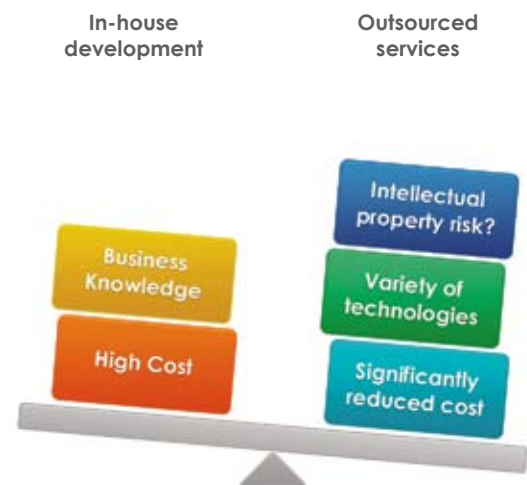 In-house
development
Outsourced
services
Business
Knowledge
High Cost
Intellectual
property risk?
Variety of
technologies
Significantly
reduced cost